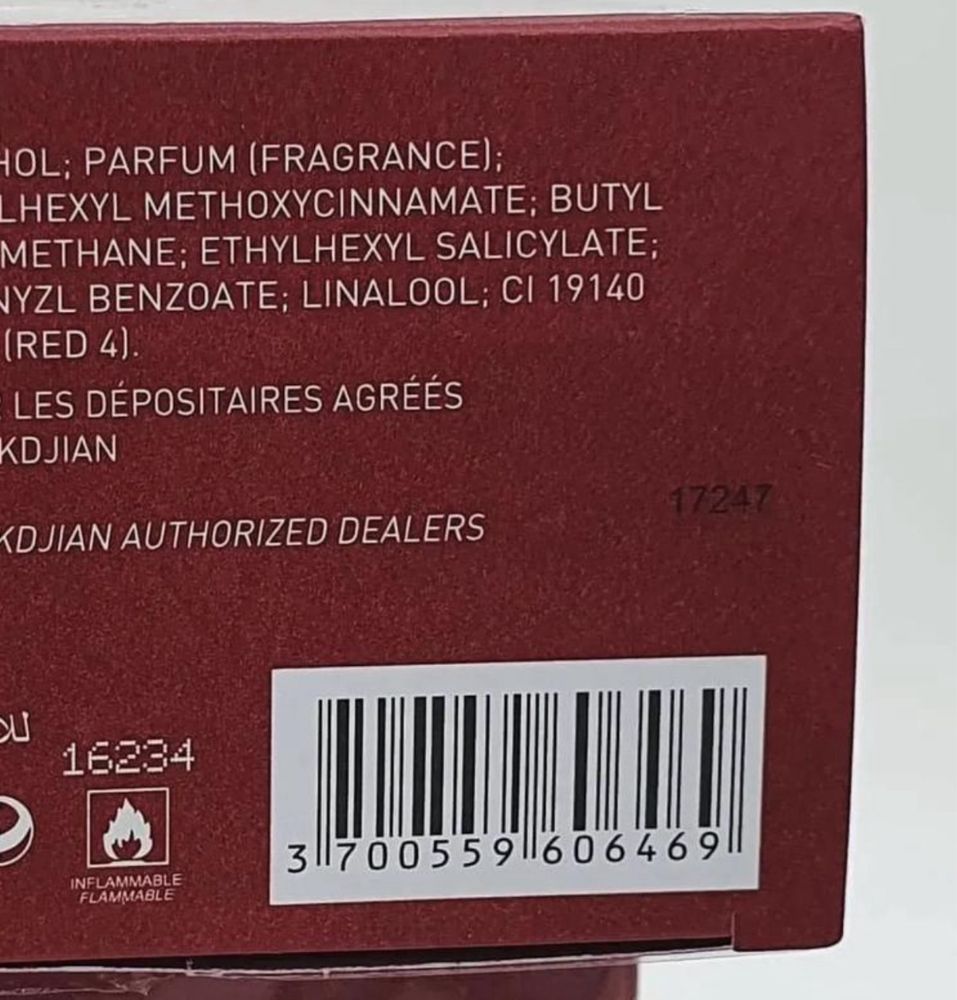 HOL; PARFUM (FRAGRANCE);
LHEXYL METHOXYCINNAMATE; BUTYL
METHANE; ETHYLHEXYL SALICYLATE;
NYZL BENZOATE; LINALOOL; CI 19140
(RED 4).
LES DÉPOSITAIRES AGRÉÉS
KDJIAN
17247
KDJIAN AUTHORIZED DEALERS
16234
INFLAMMABLE
FLAMMABLE
3 700559 606469